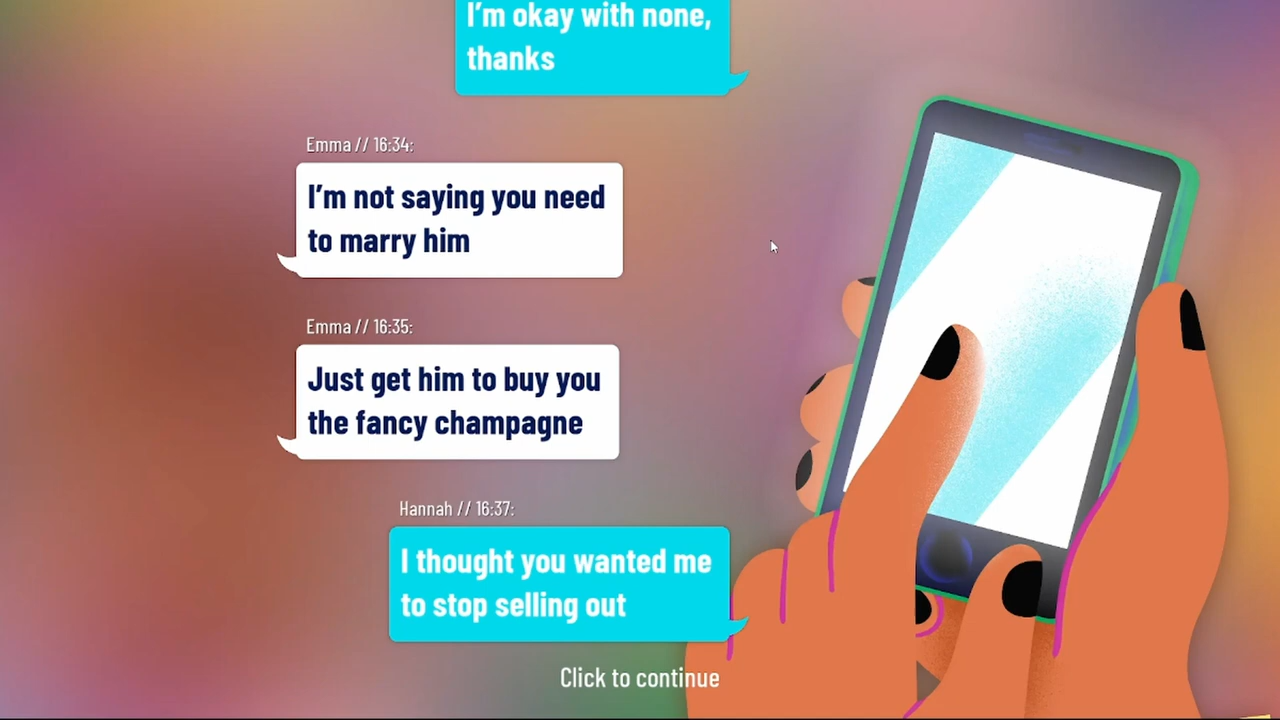 I'm okay with none,
thanks
Emma // 16:34:
I'm not saying you need
to marry him
Emma // 16:35:
Just get him to buy you
the fancy champagne
Hannah // 16:37:
I thought you wanted me
to stop selling out
Click to continue